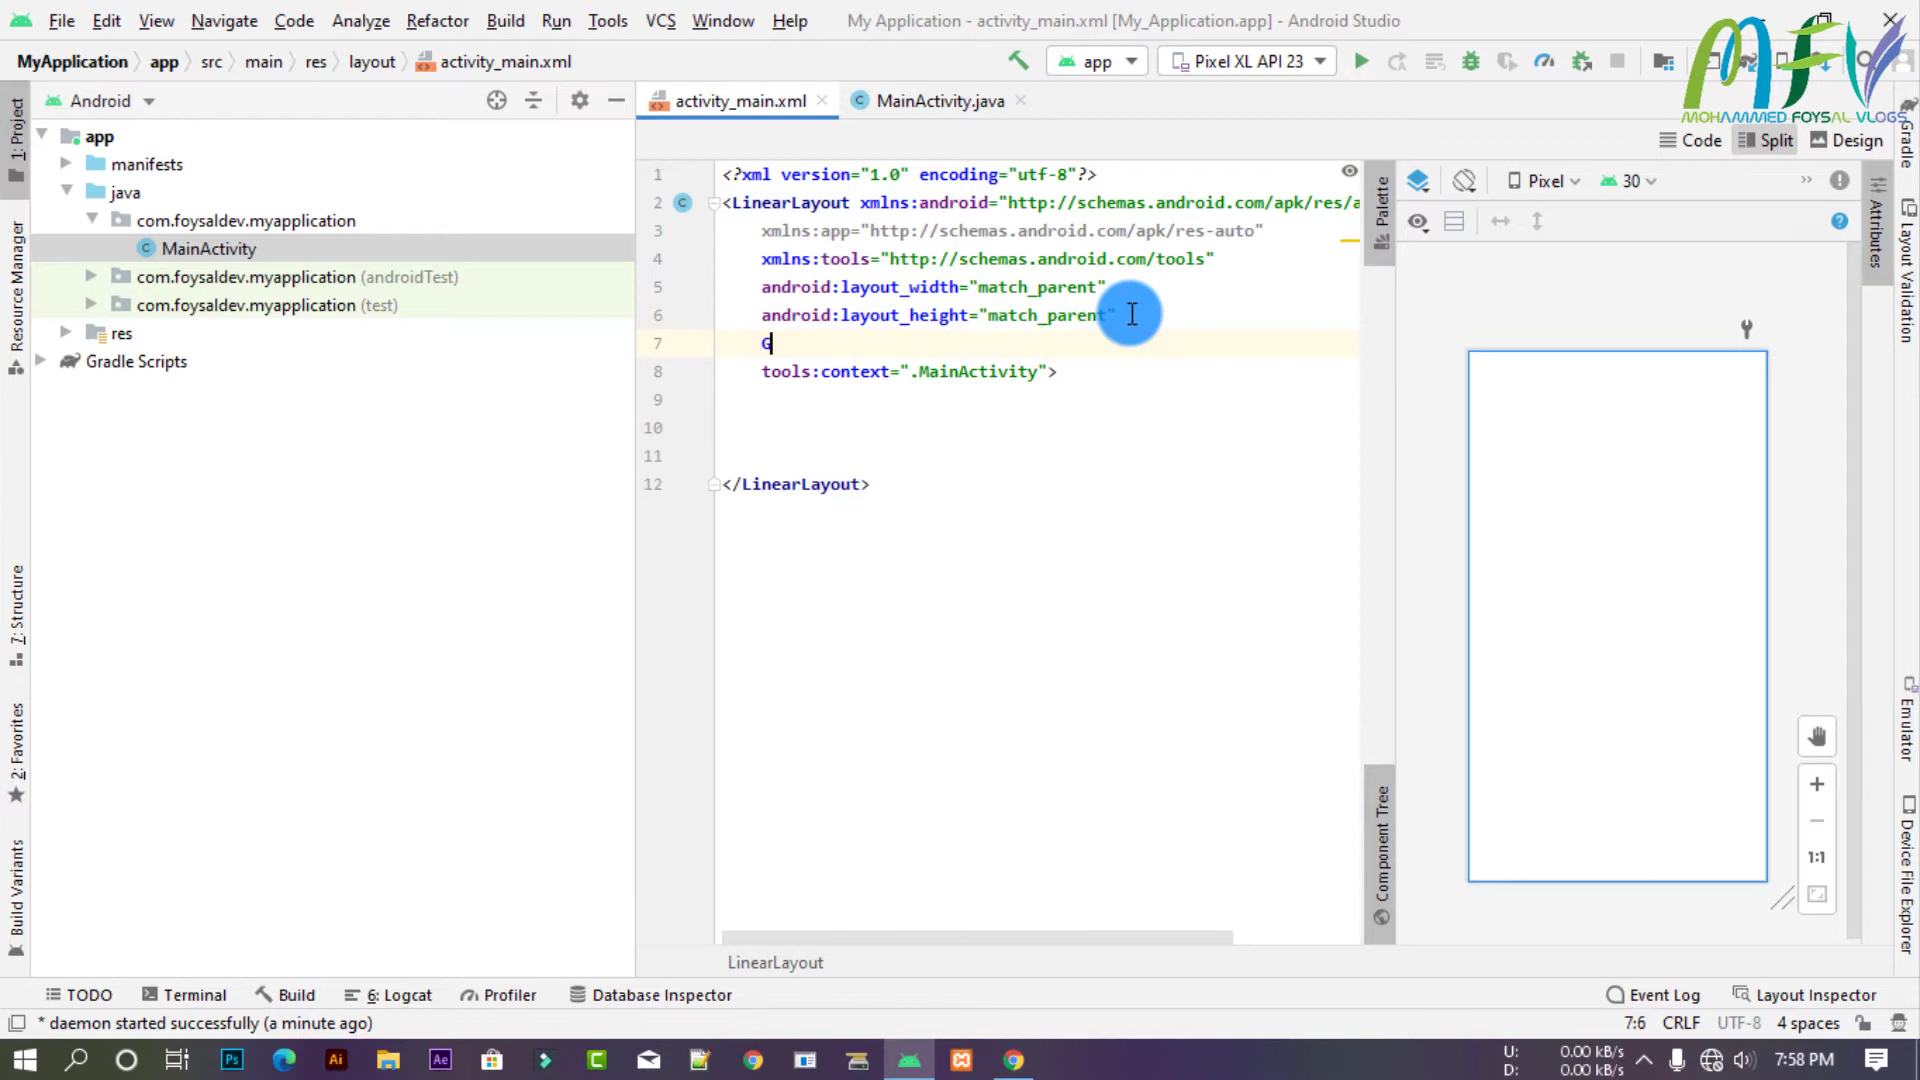 File Edit View Navigate Code Analyze Refactor Build Run Tools VCS Window Help My Application - activity_main.xml [My_Application.app] - Android Studio
MyApplication app src main res layout activity_main.xml app Pixel XL API 23
MFV
MOHAMMED FOYSAL VLOGS
Android
activity_main.xml MainActivity.java
Code Split Design
1: Project
Resource Manager
7: Structure
2: Favorites
Build Variants
app
manifests
java
com.foysaldev.myapplication
MainActivity
com.foysaldev.myapplication (androidTest)
com.foysaldev.myapplication (test)
res
Gradle Scripts
1 <?xml version="1.0" encoding="utf-8"?>
2 <LinearLayout xmlns:android="http://schemas.android.com/apk/res/a
3 xmlns:app="http://schemas.android.com/apk/res-auto"
4 xmlns:tools="http://schemas.android.com/tools"
5 android:layout_width="match_parent"
6 android:layout_height="match_parent"
7 G
8 tools:context=".MainActivity">
9
10
11
12 </LinearLayout>
LinearLayout
Palette
Component Tree
Pixel 30
1:1
Attributes
Gradle
Layout Validation
Emulator
Device File Explorer
TODO Terminal Build 6: Logcat Profiler Database Inspector Event Log Layout Inspector
* daemon started successfully (a minute ago) 7:6 CRLF UTF-8 4 spaces
Ps Ai Ae C
U: 0.00 kB/s
D: 0.00 kB/s
7:58 PM